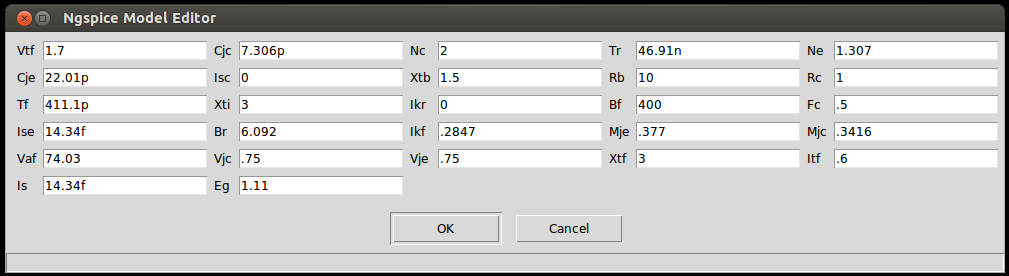 Ngspice Model Editor
Vtf 1.7 Cjc 7.306p Nc 2 Tr 46.91n Ne 1.307
Cje 22.01p Isc 0 Xtb 1.5 Rb 10 Rc 1
Tf 411.1p Xti 3 Ikr 0 Bf 400 Fc .5
Ise 14.34f Br 6.092 Ikf .2847 Mje .377 Mjc .3416
Vaf 74.03 Vjc .75 Vje .75 Xtf 3 Itf .6
Is 14.34f Eg 1.11
OK Cancel